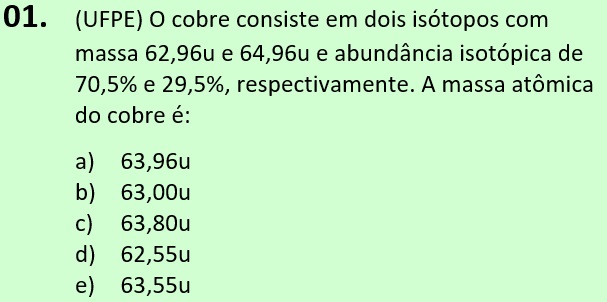 01. (UFPE) O cobre consiste em dois isótopos com
massa 62,96u e 64,96u e abundância isotópica de
70,5% e 29,5%, respectivamente. A massa atômica
do cobre é:
a) 63,96u
b) 63,00u
c) 63,80u
d) 62,55u
e) 63,55u